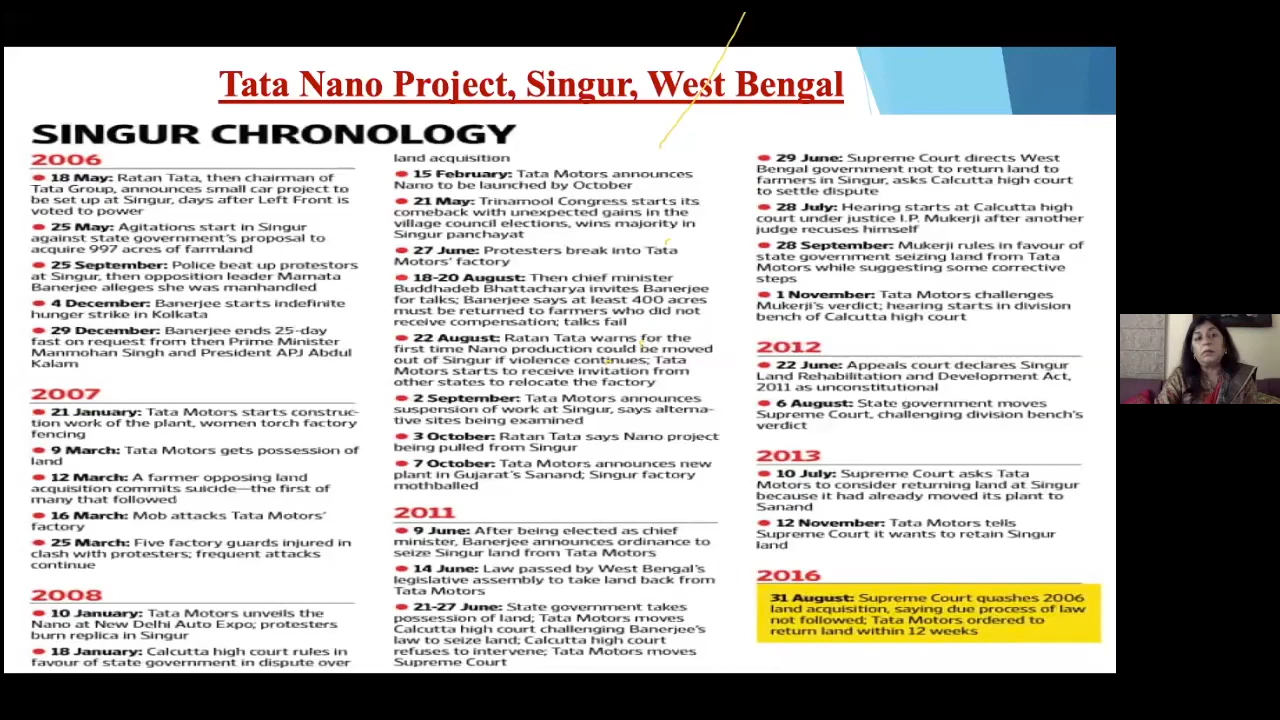 Tata Nano Project, Singur, West Bengal
SINGUR CHRONOLOGY
2006
18 May: Ratan Tata, then chairman of
Tata Group, announces small car project to
be set up at Singur, days after Left Front is
voted to power
25 May: Agitations start in Singur
against state government's proposal to
acquire 997 acres of farmland
25 September: Police beat up protestors
at Singur, then opposition leader Mamata
Banerjee alleges she was manhandled
4 December: Banerjee starts indefinite
hunger strike in Kolkata
29 December: Banerjee ends 25-day
fast on request from then Prime Minister
Manmohan Singh and President APJ Abdul
Kalam
2007
21 January: Tata Motors starts construc-
tion work of the plant, women torch factory
fencing
9 March: Tata Motors gets possession of
land
12 March: A farmer opposing land
acquisition commits suicide—the first of
many that followed
16 March: Mob attacks Tata Motors'
factory
25 March: Five factory guards injured in
clash with protesters; frequent attacks
continue
2008
10 January: Tata Motors unveils the
Nano at New Delhi Auto Expo; protesters
burn replica in Singur
18 January: Calcutta high court rules in
favour of state government in dispute over
land acquisition
15 February: Tata Motors announces
Nano to be launched by October
21 May: Trinamool Congress starts its
comeback with unexpected gains in the
village council elections, wins majority in
Singur panchayat
27 June: Protesters break into Tata
Motors' factory
18-20 August: Then chief minister
Buddhadeb Bhattacharya invites Banerjee
for talks; Banerjee says at least 400 acres
must be returned to farmers who did not
receive compensation; talks fail
22 August: Ratan Tata warns for the
first time Nano production could be moved
out of Singur if violence continues; Tata
Motors starts to receive invitation from
other states to relocate the factory
2 September: Tata Motors announces
suspension of work at Singur, says alterna-
tive sites being examined
3 October: Ratan Tata says Nano project
being pulled from Singur
7 October: Tata Motors announces new
plant in Gujarat's Sanand; Singur factory
mothballed
2011
9 June: After being elected as chief
minister, Banerjee announces ordinance to
seize Singur land from Tata Motors
14 June: Law passed by West Bengal's
legislative assembly to take land back from
Tata Motors
21-27 June: State government takes
possession of land; Tata Motors moves
Calcutta high court challenging Banerjee's
law to seize land; Calcutta high court
refuses to intervene; Tata Motors moves
Supreme Court
29 June: Supreme Court directs West
Bengal government not to return land to
farmers in Singur, asks Calcutta high court
to settle dispute
28 July: Hearing starts at Calcutta high
court under justice I.P. Mukerji after another
judge recuses himself
28 September: Mukerji rules in favour of
state government seizing land from Tata
Motors while suggesting some corrective
steps
1 November: Tata Motors challenges
Mukerji's verdict; hearing starts in division
bench of Calcutta high court
2012
22 June: Appeals court declares Singur
Land Rehabilitation and Development Act,
2011 as unconstitutional
6 August: State government moves
Supreme Court, challenging division bench's
verdict
2013
10 July: Supreme Court asks Tata
Motors to consider returning land at Singur
because it had already moved its plant to
Sanand
12 November: Tata Motors tells
Supreme Court it wants to retain Singur
land
2016
31 August: Supreme Court quashes 2006
land acquisition, saying due process of law
not followed; Tata Motors ordered to
return land within 12 weeks